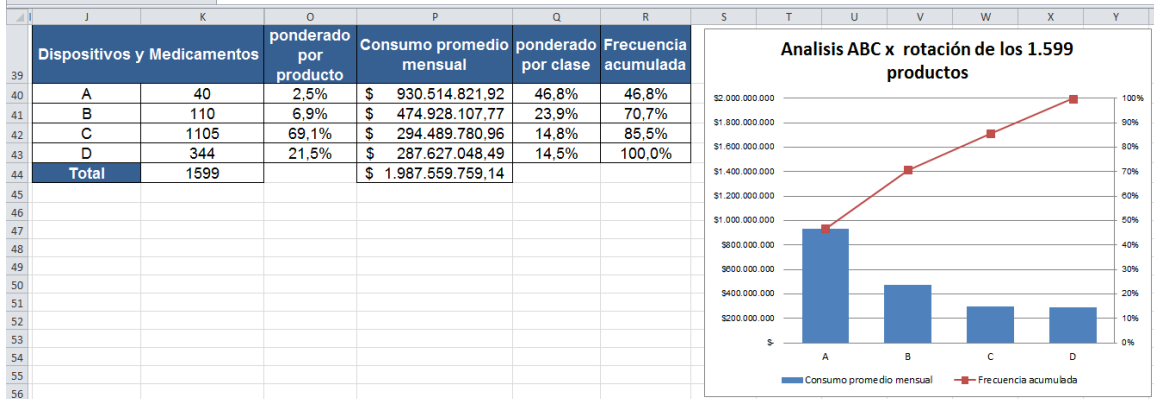 J K O P Q R S T U V W X Y
39 Dispositivos y Medicamentos ponderado por producto Consumo promedio mensual ponderado por clase Frecuencia acumulada
40 A 40 2,5% $ 930.514.821,92 46,8% 46,8%
41 B 110 6,9% $ 474.928.107,77 23,9% 70,7%
42 C 1105 69,1% $ 294.489.780,96 14,8% 85,5%
43 D 344 21,5% $ 287.627.048,49 14,5% 100,0%
44 Total 1599 $ 1.987.559.759,14
45
46
47
48
49
50
51
52
53
54
55
56
Analisis ABC x rotación de los 1.599
productos
$2.000.000.000 100%
$1.800.000.000 90%
$1.600.000.000 80%
$1.400.000.000 70%
$1.200.000.000 60%
$1.000.000.000 50%
$800.000.000 40%
$600.000.000 30%
$400.000.000 20%
$200.000.000 10%
$- 0%
A B C D
Consumo promedio mensual Frecuencia acumulada